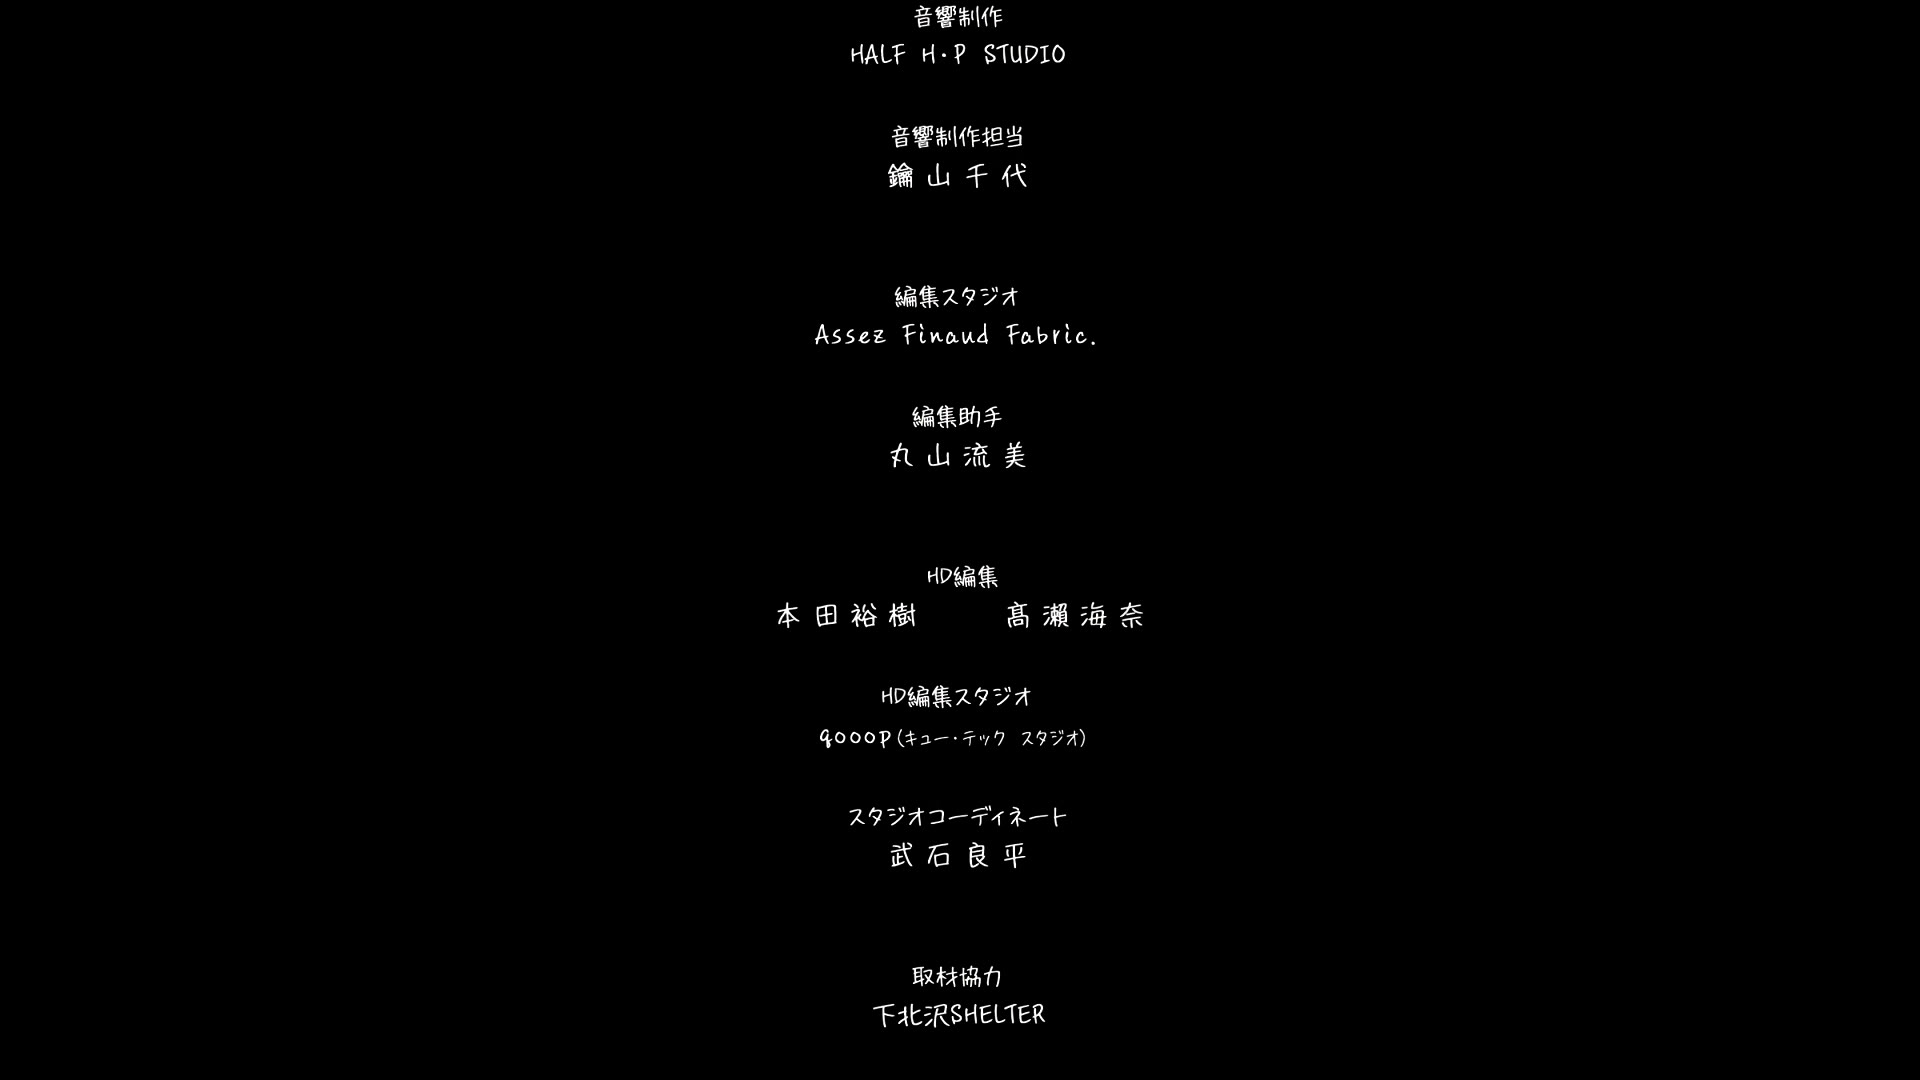 音響制作
HALF H・P STUDIO
音響制作担当
鑰山千代
編集スタジオ
Assez Finaud Fabric.
編集助手
丸山流美
HD編集
本田裕樹 髙瀬海奈
HD編集スタジオ
qooop(キュー・テック スタジオ)
スタジオコーディネート
武石良平
取材協力
下北沢SHELTER